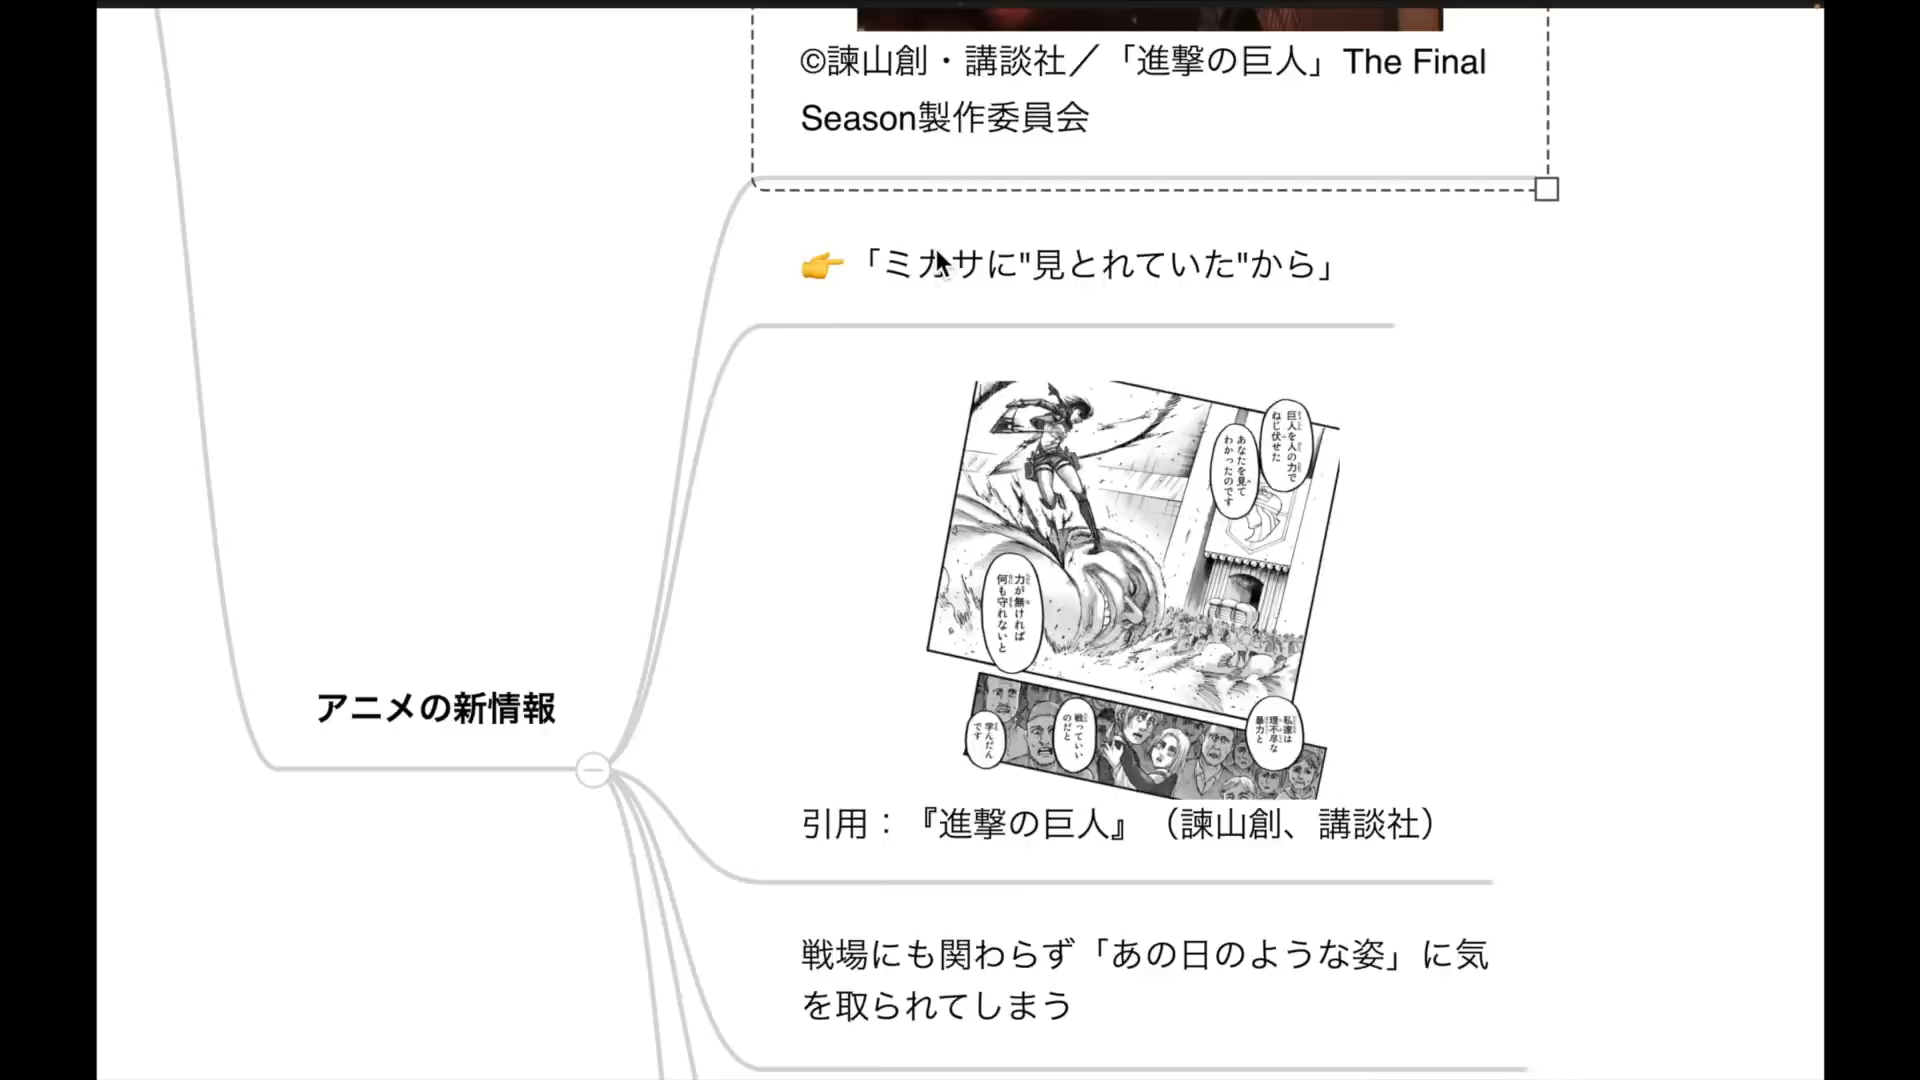 ©諫山創・講談社／「進撃の巨人」The Final
Season製作委員会
👉「ミカサに"見とれていた"から」
巨人を人の力で
ねじ伏せた
あなたを見て
わかったのです
力が無ければ
何も守れないと
私達は
理不尽な
暴力と
戦っていい
のだと
学んだんです
引用：『進撃の巨人』（諫山創、講談社）
アニメの新情報
戦場にも関わらず「あの日のような姿」に気
を取られてしまう